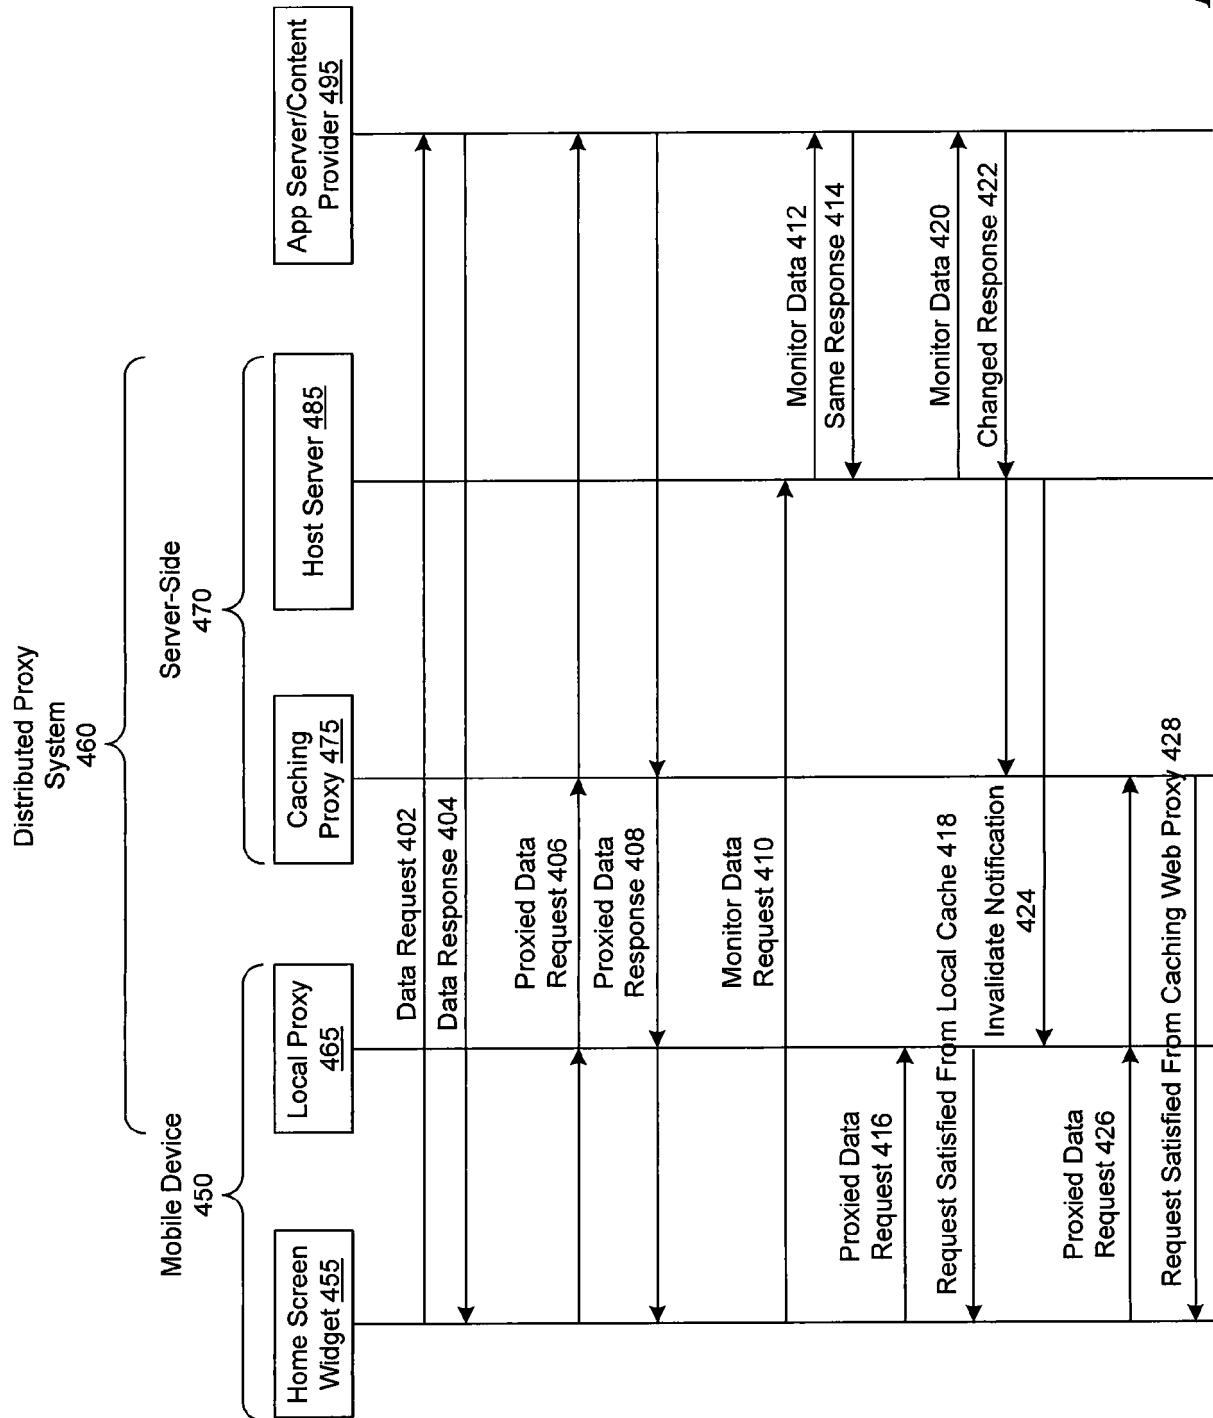 Distributed Proxy
System
460
Mobile Device
450
Server-Side
470
Home Screen
Widget 455
Local Proxy
465
Caching
Proxy 475
Host Server 485
App Server/Content
Provider 495
Data Request 402
Data Response 404
Proxied Data
Request 406
Proxied Data
Response 408
Monitor Data
Request 410
Monitor Data 412
Same Response 414
Proxied Data
Request 416
Request Satisfied From Local Cache 418
Monitor Data 420
Changed Response 422
Invalidate Notification
424
Proxied Data
Request 426
Request Satisfied From Caching Web Proxy 428